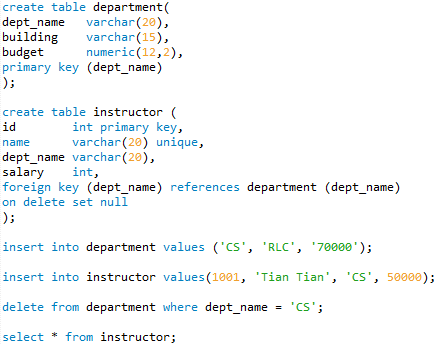 create table department(
dept_name   varchar(20),
building    varchar(15),
budget      numeric(12,2),
primary key (dept_name)
);

create table instructor (
id        int primary key,
name      varchar(20) unique,
dept_name varchar(20),
salary    int,
foreign key (dept_name) references department (dept_name)
on delete set null
);

insert into department values ('CS', 'RLC', '70000');

insert into instructor values(1001, 'Tian Tian', 'CS', 50000);

delete from department where dept_name = 'CS';

select * from instructor;